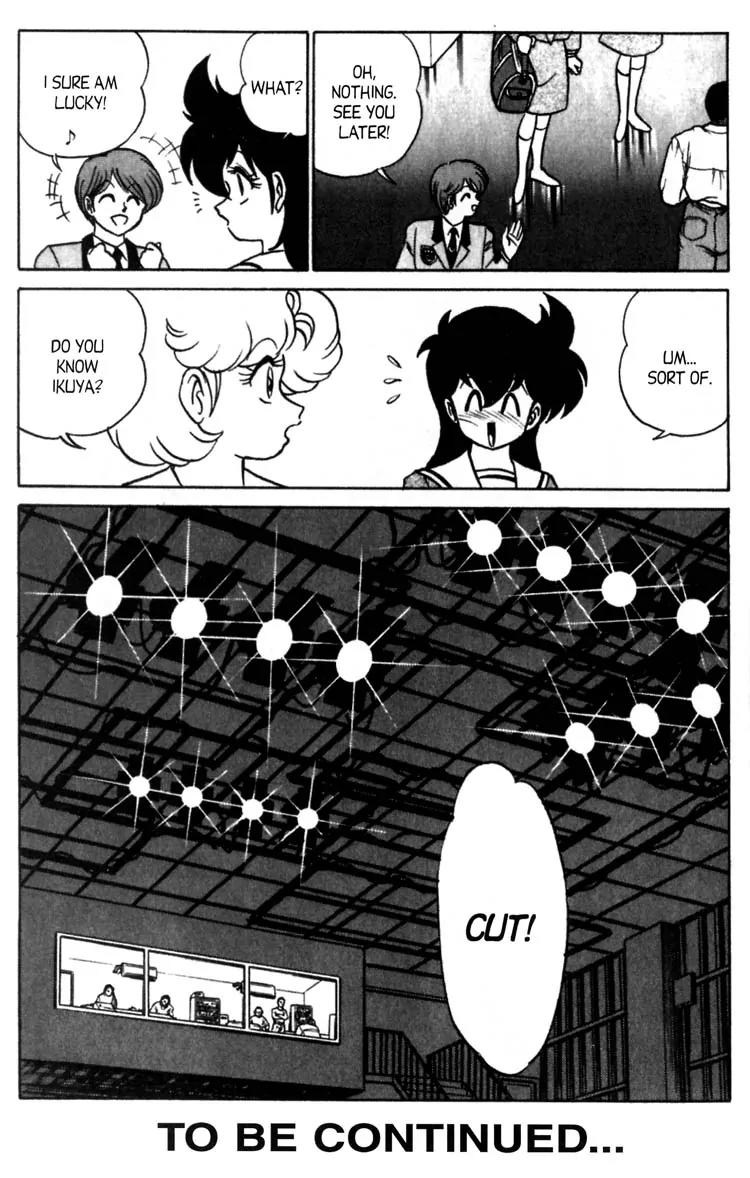 I SURE AM
LUCKY!
♪
WHAT?
OH,
NOTHING.
SEE YOU
LATER!
DO YOU
KNOW
IKUYA?
UM...
SORT OF.
CUT!
TO BE CONTINUED...